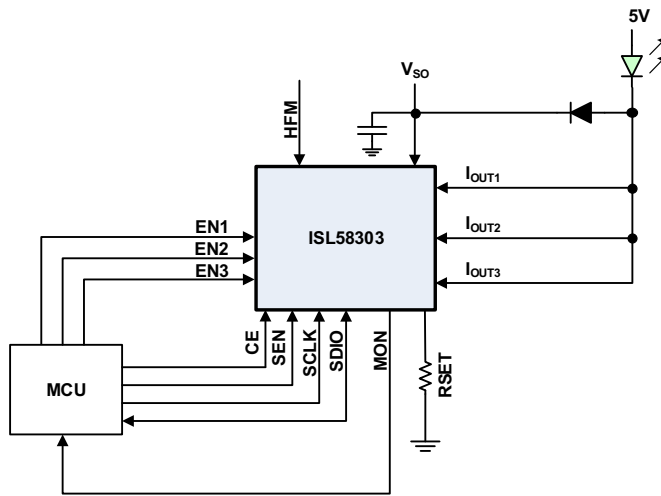 5V
VSO
HFM
IOUT1
ISL58303
EN1
EN2
IOUT2
EN3
IOUT3
CE
SEN
SCLK
SDIO
MON
RSET
MCU